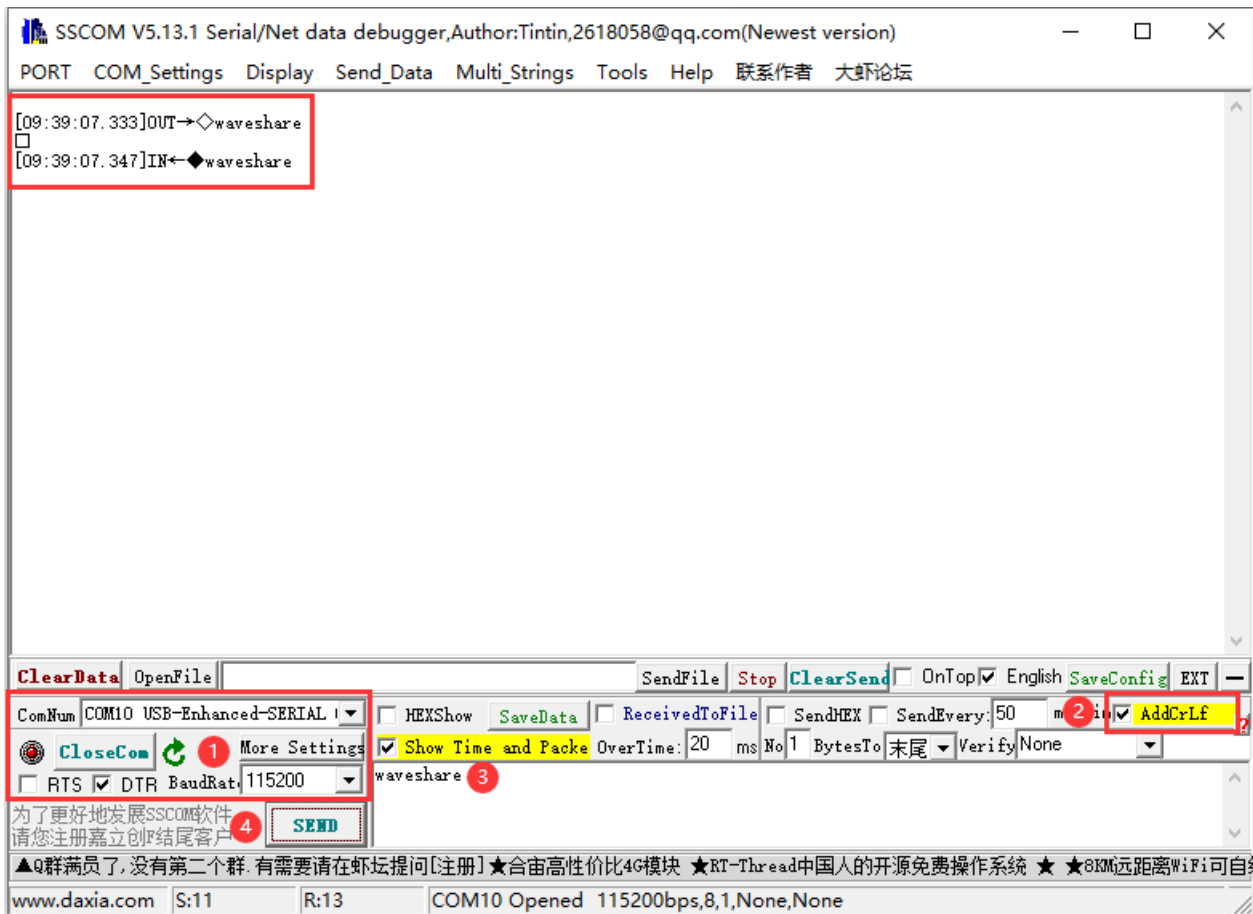 SSCOM V5.13.1 Serial/Net data debugger,Author:Tintin,2618058@qq.com(Newest version)
PORT COM_Settings Display Send_Data Multi_Strings Tools Help 联系作者 大虾论坛
[09:39:07.333]OUT→◇waveshare
□
[09:39:07.347]IN←◆waveshare
ClearData OpenFile SendFile Stop ClearSend OnTop English SaveConfig EXT
ComNum COM10 USB-Enhanced-SERIAL HEXShow SaveData ReceivedToFile SendHEX SendEvery: 50 m 2 AddCrLf
CloseCom 1 More Settings Show Time and Packe OverTime: 20 ms No 1 BytesTo 末尾 Verify None ?
RTS DTR BaudRat 115200 waveshare 3
为了更好地发展SSCOM软件
请您注册嘉立创F结尾客户 4 SEND
▲Q群满员了,没有第二个群.有需要请在虾坛提问[注册]★合宙高性价比4G模块 ★RT-Thread中国人的开源免费操作系统 ★ ★8KM远距离WiFi可自
www.daxia.com S:11 R:13 COM10 Opened 115200bps,8,1,None,None